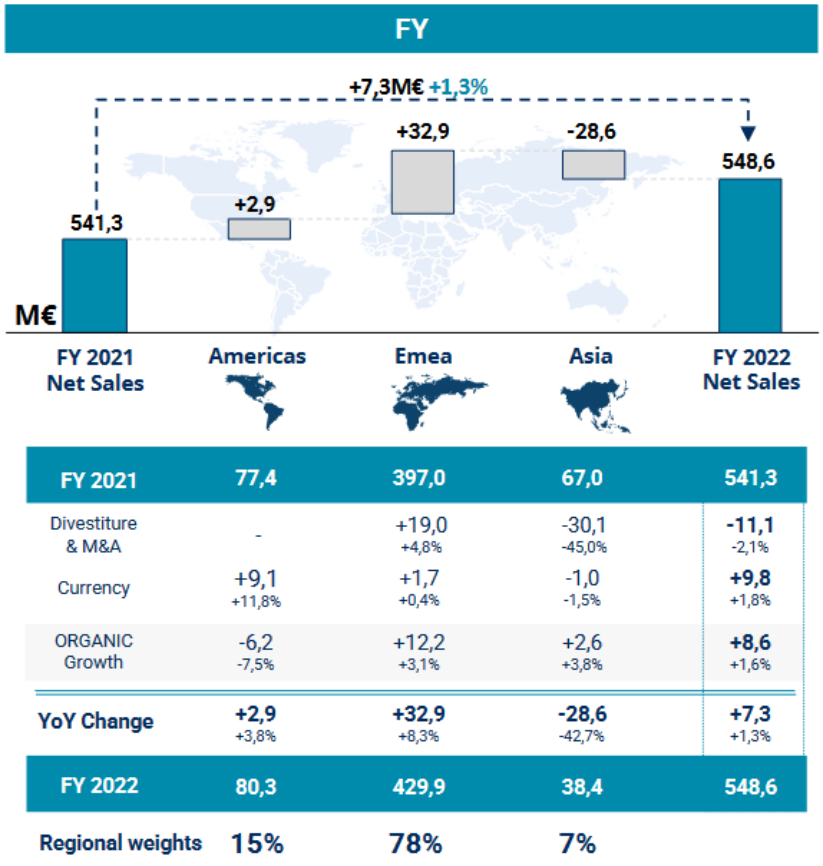 FY
+7,3M€ +1,3%
+32,9
-28,6
548,6
+2,9
541,3
M€
FY 2021 Net Sales
Americas
Emea
Asia
FY 2022 Net Sales
FY 2021 77,4 397,0 67,0 541,3
Divestiture & M&A - +19,0 -30,1 -11,1
+4,8% -45,0% -2,1%
Currency +9,1 +1,7 -1,0 +9,8
+11,8% +0,4% -1,5% +1,8%
ORGANIC Growth -6,2 +12,2 +2,6 +8,6
-7,5% +3,1% +3,8% +1,6%
YoY Change +2,9 +32,9 -28,6 +7,3
+3,8% +8,3% -42,7% +1,3%
FY 2022 80,3 429,9 38,4 548,6
Regional weights 15% 78% 7%